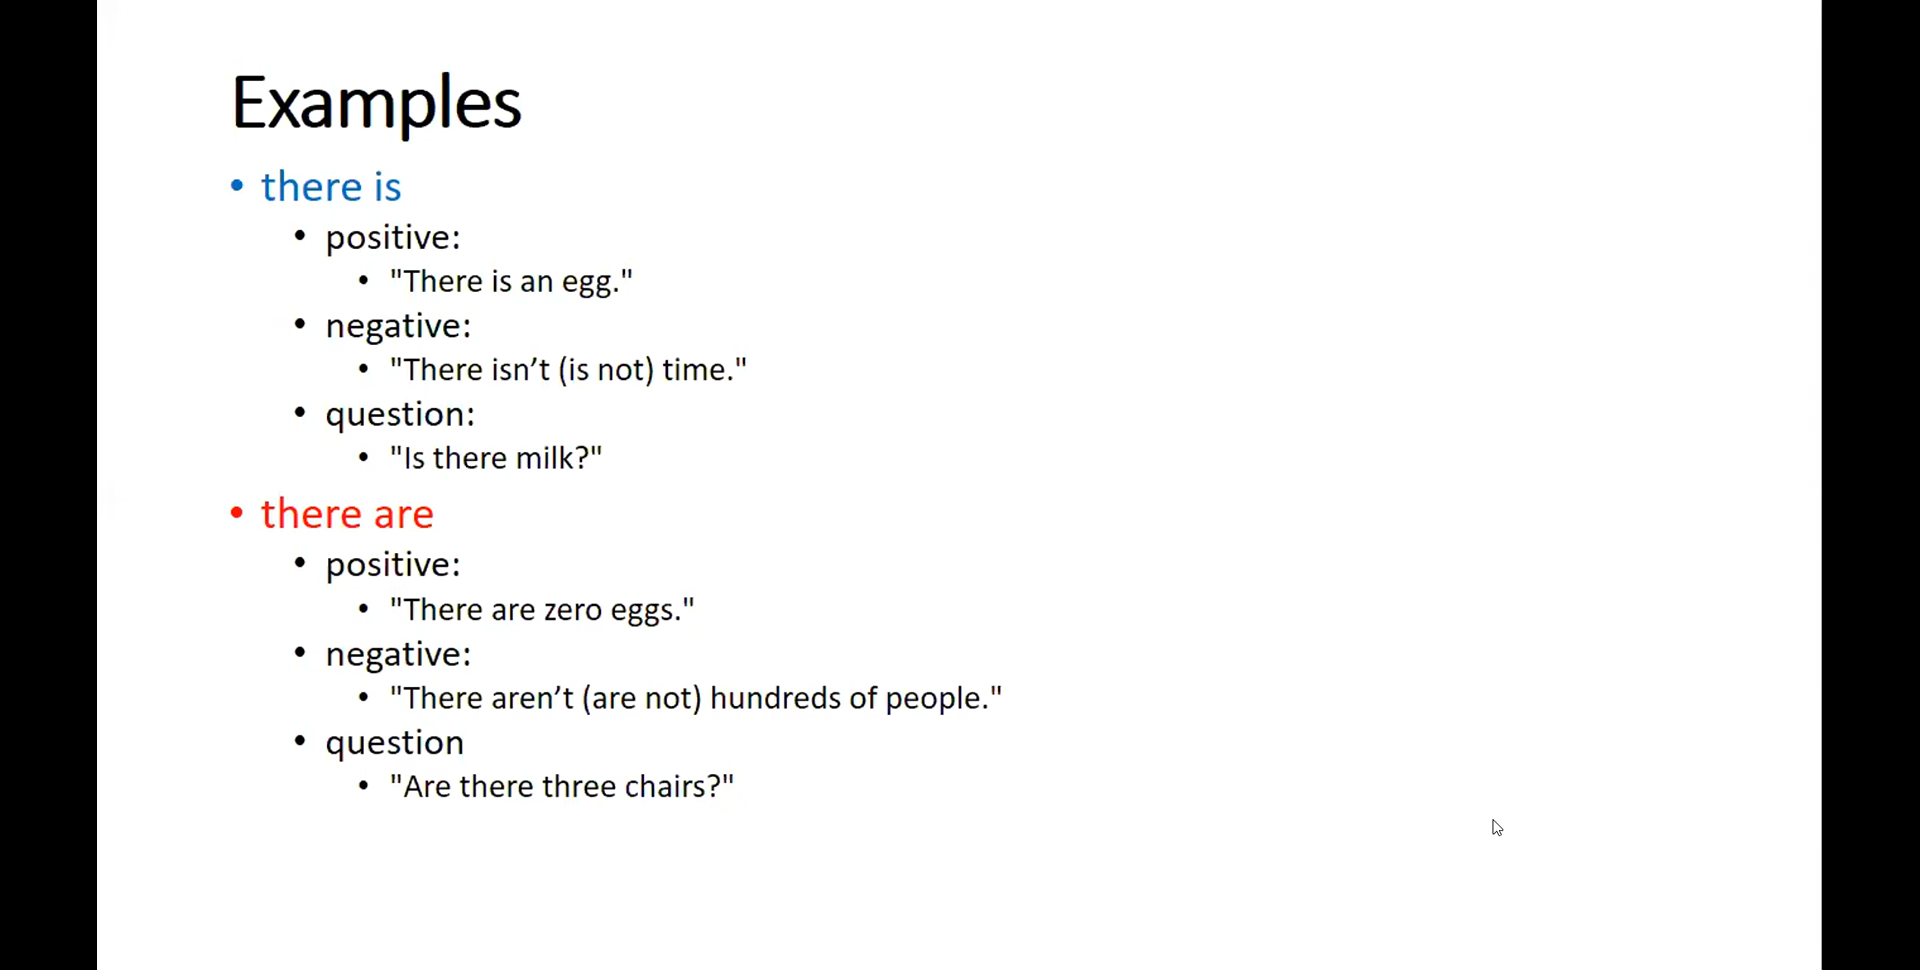 Examples
• there is
• positive:
• "There is an egg."
• negative:
• "There isn’t (is not) time."
• question:
• "Is there milk?"
• there are
• positive:
• "There are zero eggs."
• negative:
• "There aren’t (are not) hundreds of people."
• question
• "Are there three chairs?"